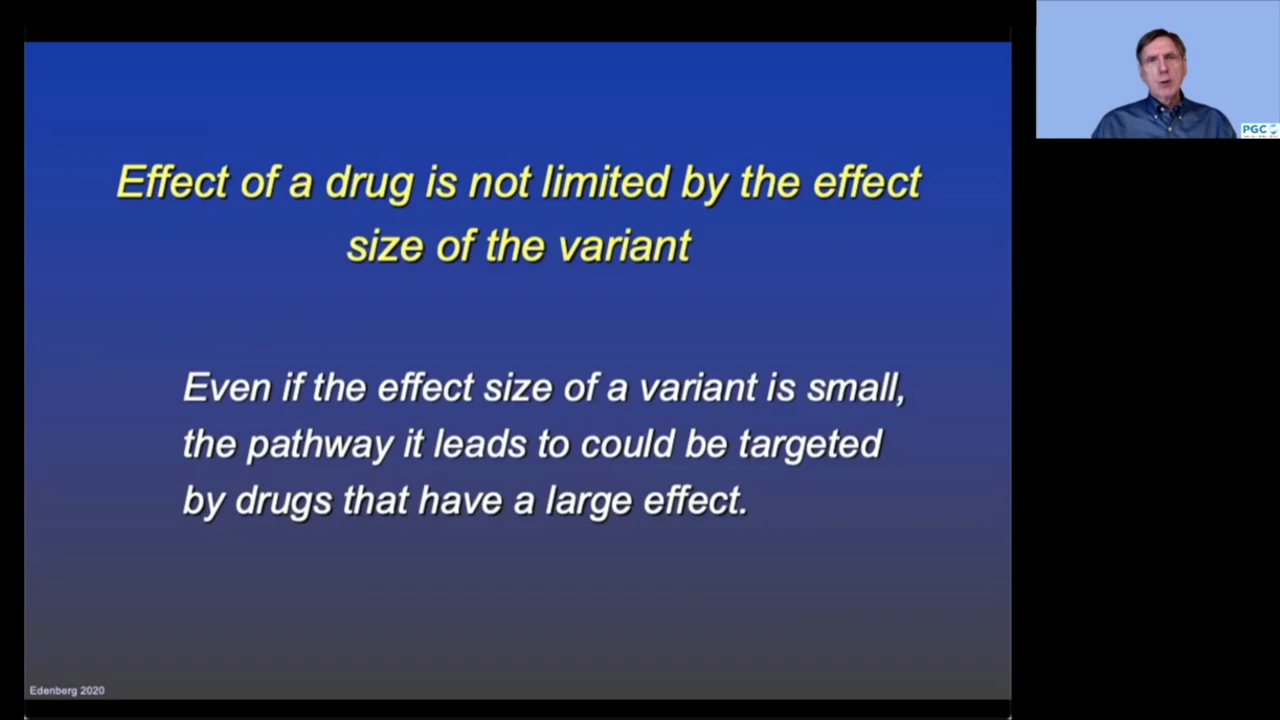 Effect of a drug is not limited by the effect
size of the variant
Even if the effect size of a variant is small,
the pathway it leads to could be targeted
by drugs that have a large effect.
Edenberg 2020
PGC